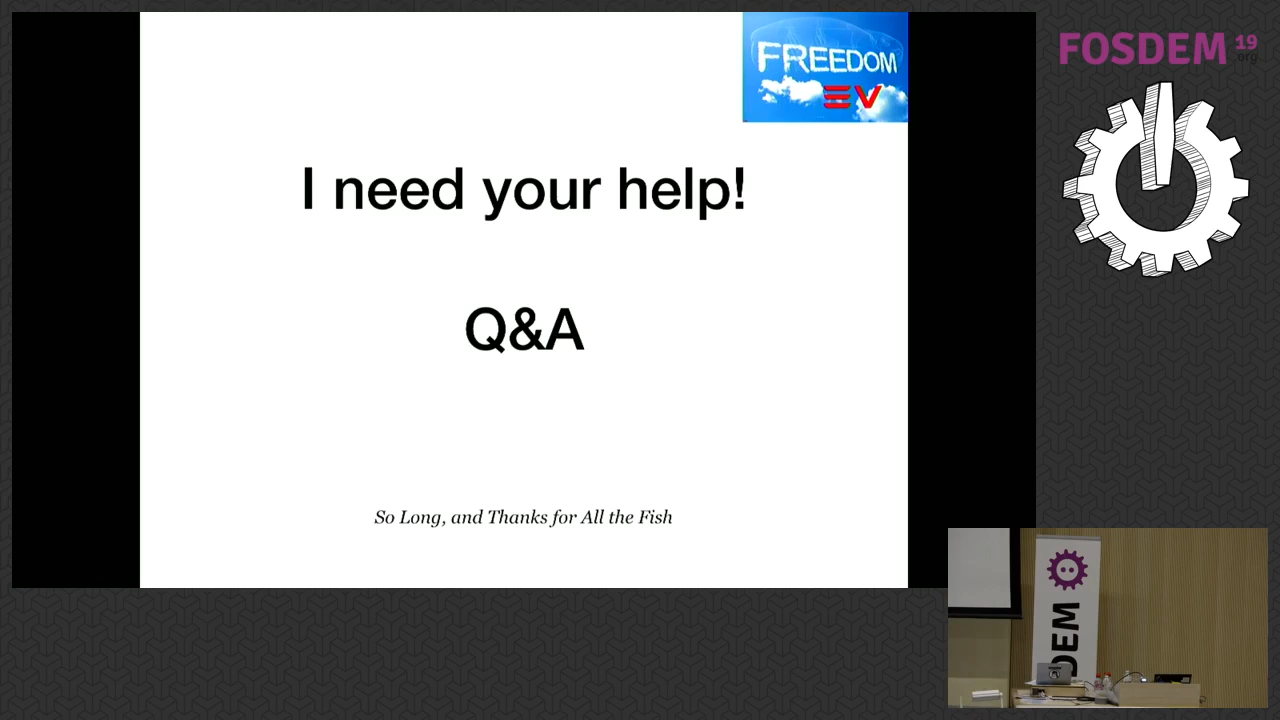 FREEDOM
EV
I need your help!
Q&A
So Long, and Thanks for All the Fish
FOSDEM 19
.org
DEM